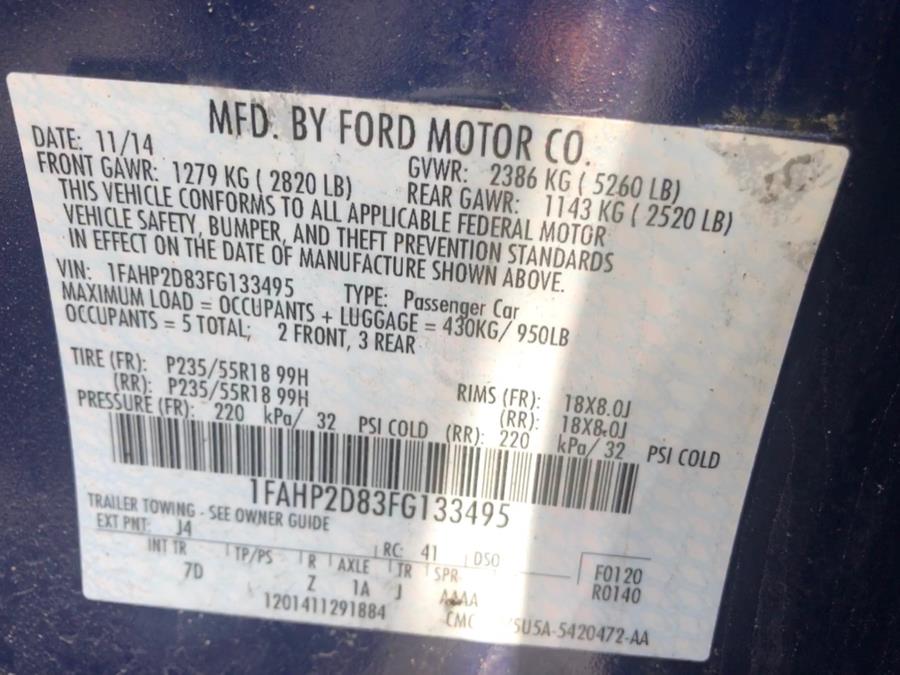 MFD. BY FORD MOTOR CO.
DATE: 11/14 GVWR: 2386 KG ( 5260 LB)
FRONT GAWR: 1279 KG ( 2820 LB) REAR GAWR: 1143 KG ( 2520 LB)
THIS VEHICLE CONFORMS TO ALL APPLICABLE FEDERAL MOTOR
VEHICLE SAFETY, BUMPER, AND THEFT PREVENTION STANDARDS
IN EFFECT ON THE DATE OF MANUFACTURE SHOWN ABOVE.
VIN: 1FAHP2D83FG133495 TYPE: Passenger Car
MAXIMUM LOAD = OCCUPANTS + LUGGAGE = 430KG/ 950LB
OCCUPANTS = 5 TOTAL; 2 FRONT, 3 REAR
TIRE (FR): P235/55R18 99H RIMS (FR): 18X8.0J
(RR): P235/55R18 99H (RR): 18X8.0J
PRESSURE (FR): 220 kPa/ 32 PSI COLD (RR): 220 kPa/ 32 PSI COLD
1FAHP2D83FG133495
TRAILER TOWING - SEE OWNER GUIDE
EXT PNT: J4 RC: 41 DSO F0120
INT TR TP/PS R AXLE TR SPR R0140
7D Z 1A J AAAA
1201411291884 CMC SU5A-5420472-AA